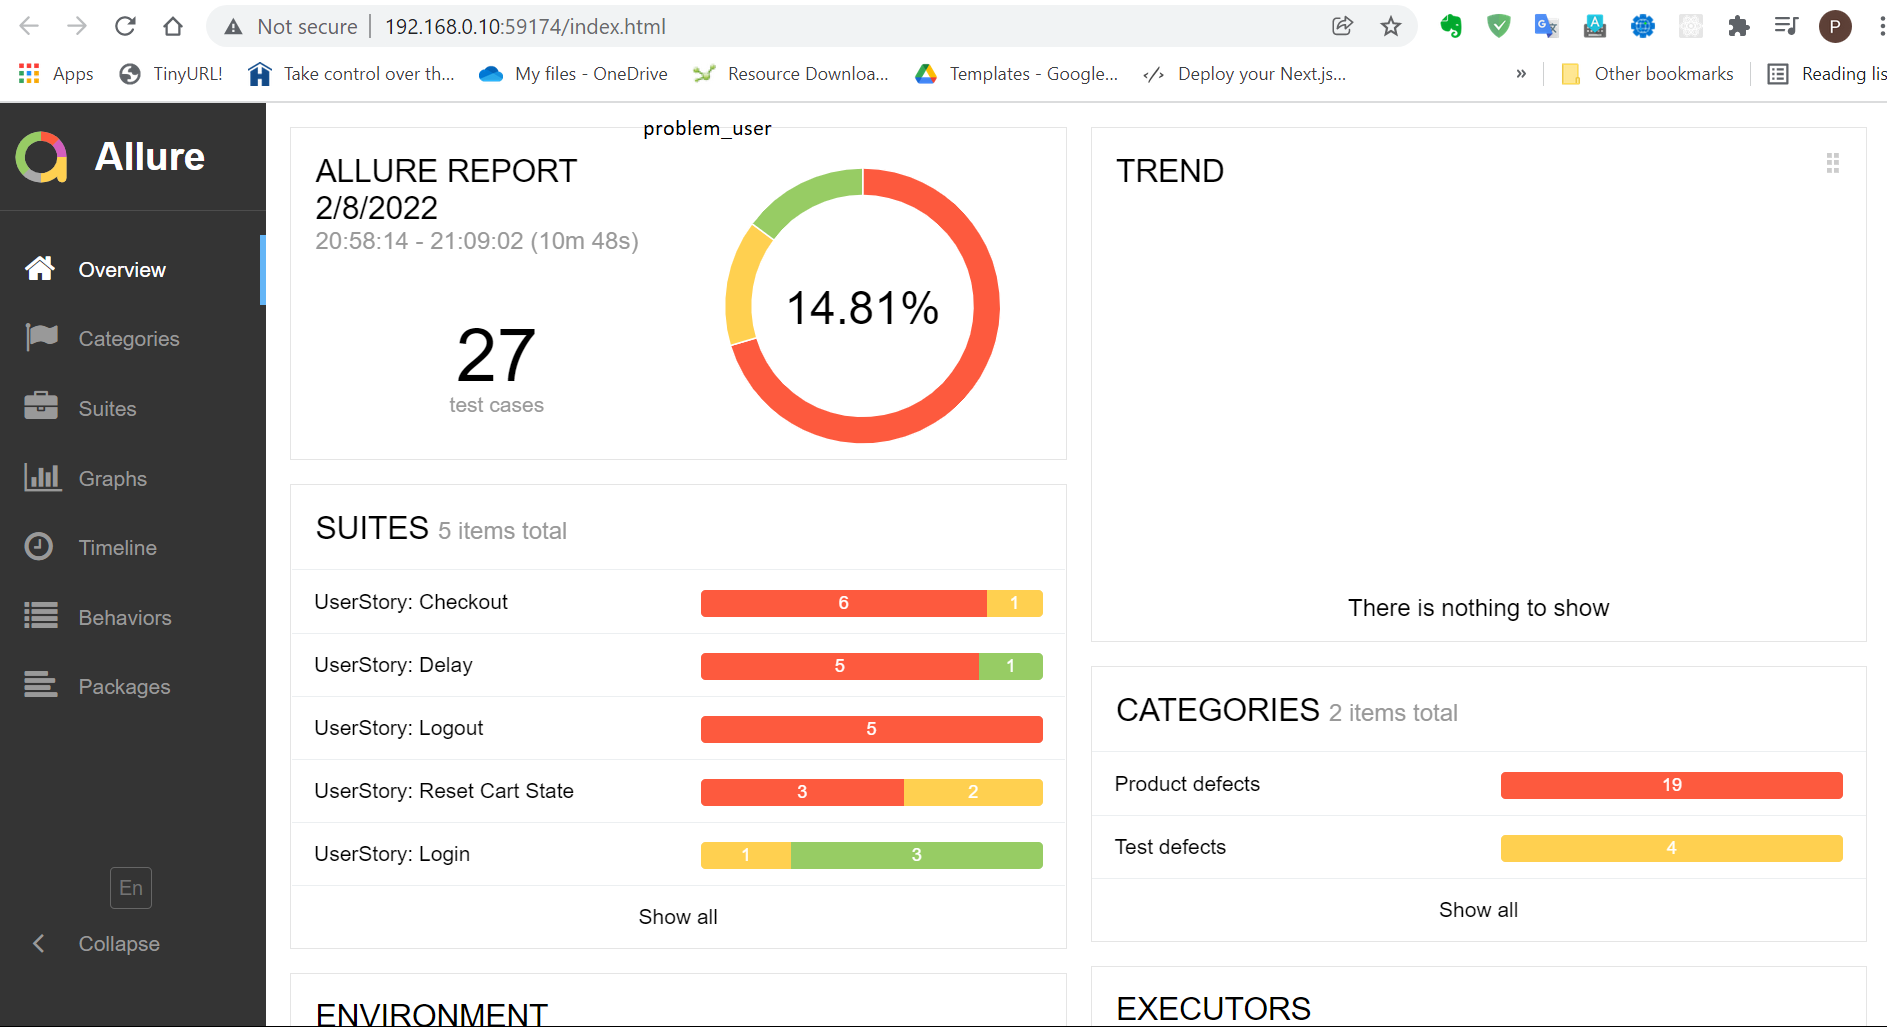 Not secure 192.168.0.10:59174/index.html
P
Apps TinyURL! Take control over th... My files - OneDrive Resource Downloa... Templates - Google... Deploy your Next.js... » Other bookmarks Reading lis
Allure
Overview
Categories
Suites
Graphs
Timeline
Behaviors
Packages
En
Collapse
problem_user
ALLURE REPORT
2/8/2022
20:58:14 - 21:09:02 (10m 48s)
27
test cases
14.81%
SUITES 5 items total
UserStory: Checkout 6 1
UserStory: Delay 5 1
UserStory: Logout 5
UserStory: Reset Cart State 3 2
UserStory: Login 1 3
Show all
ENVIRONMENT
TREND
There is nothing to show
CATEGORIES 2 items total
Product defects 19
Test defects 4
Show all
EXECUTORS